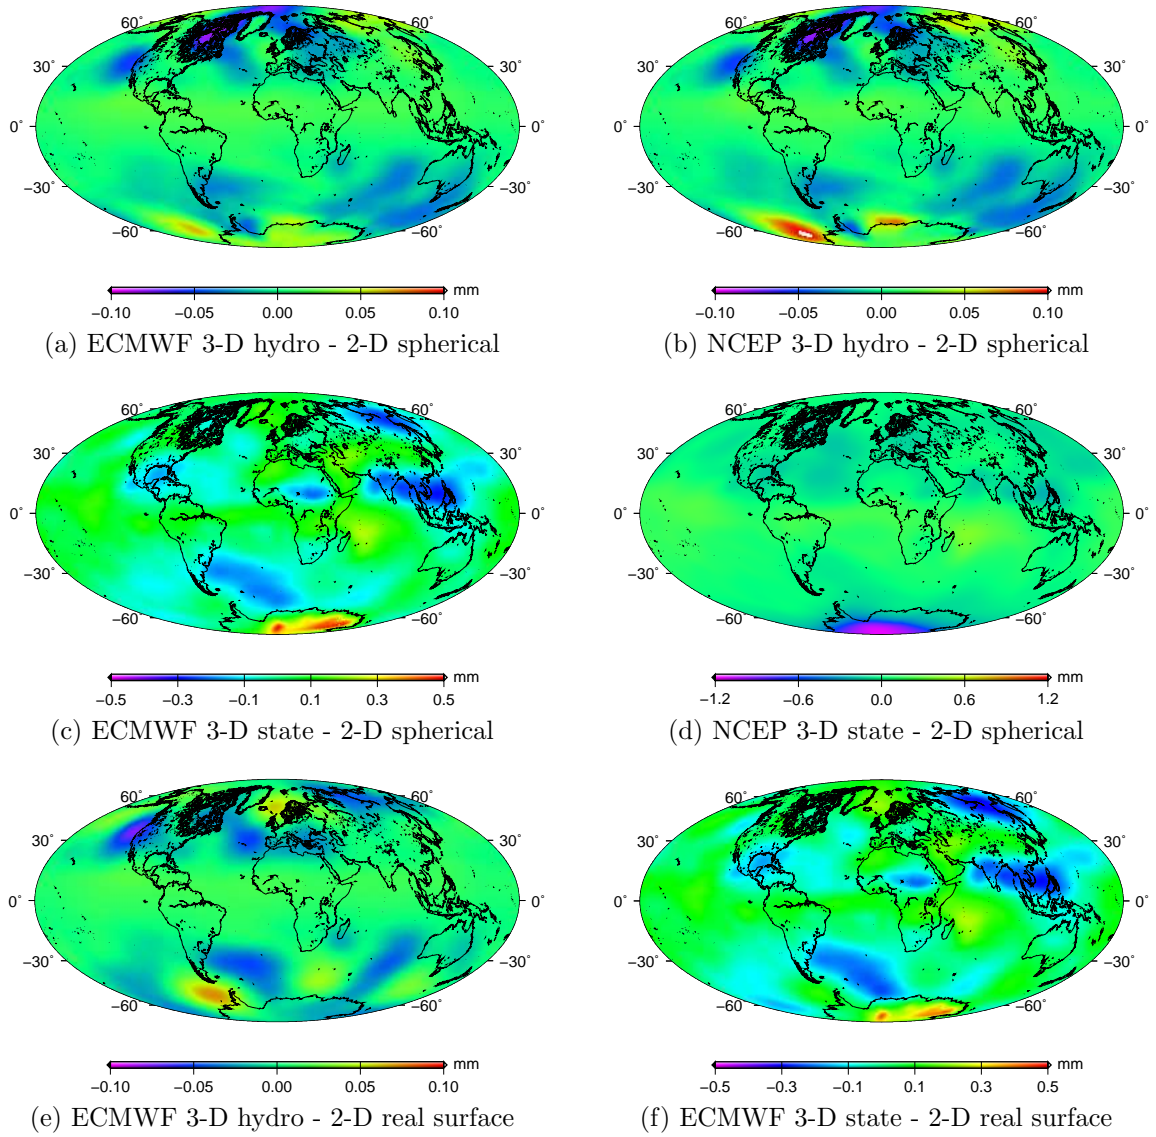 60° 60°
30° 30°
0° 0°
−30° −30°
−60 −60°
mm
−0.10 −0.05 0.00 0.05 0.10
(a) ECMWF 3-D hydro - 2-D spherical
60° 60°
30° 30°
0° 0°
−30° −30°
−60 −60°
mm
−0.10 −0.05 0.00 0.05 0.10
(b) NCEP 3-D hydro - 2-D spherical
60° 60°
30° 30°
0° 0°
−30° −30°
−60 −60°
mm
−0.5 −0.3 −0.1 0.1 0.3 0.5
(c) ECMWF 3-D state - 2-D spherical
60° 60°
30° 30°
0° 0°
−30° −30°
−60 −60°
mm
−1.2 −0.6 0.0 0.6 1.2
(d) NCEP 3-D state - 2-D spherical
60° 60°
30° 30°
0° 0°
−30° −30°
−60 −60°
mm
−0.10 −0.05 0.00 0.05 0.10
(e) ECMWF 3-D hydro - 2-D real surface
60° 60°
30° 30°
0° 0°
−30° −30°
−60 −60°
mm
−0.5 −0.3 −0.1 0.1 0.3 0.5
(f) ECMWF 3-D state - 2-D real surface